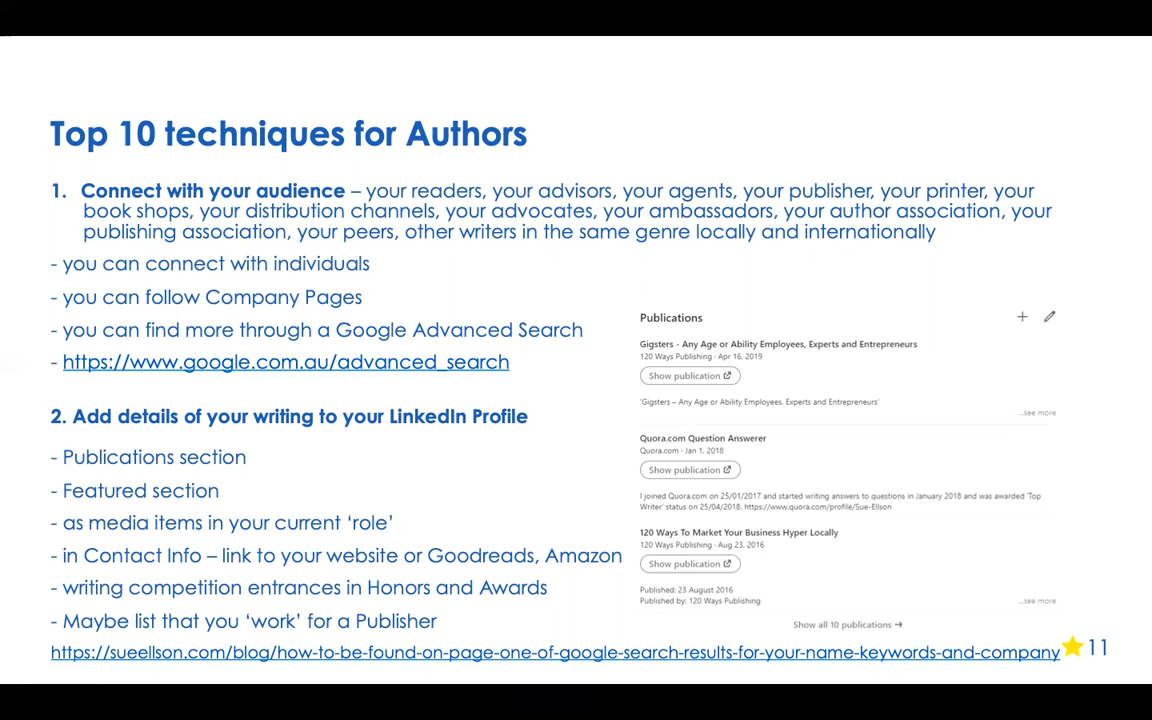 Top 10 techniques for Authors
1. Connect with your audience – your readers, your advisors, your agents, your publisher, your printer, your
book shops, your distribution channels, your advocates, your ambassadors, your author association, your
publishing association, your peers, other writers in the same genre locally and internationally
- you can connect with individuals
- you can follow Company Pages
- you can find more through a Google Advanced Search
- https://www.google.com.au/advanced_search
2. Add details of your writing to your LinkedIn Profile
- Publications section
- Featured section
- as media items in your current ‘role’
- in Contact Info – link to your website or Goodreads, Amazon
- writing competition entrances in Honors and Awards
- Maybe list that you ‘work’ for a Publisher
https://sueellson.com/blog/how-to-be-found-on-page-one-of-google-search-results-for-your-name-keywords-and-company
Publications
Gigsters - Any Age or Ability Employees, Experts and Entrepreneurs
120 Ways Publishing · Apr 16, 2019
Show publication
'Gigsters – Any Age or Ability Employees, Experts and Entrepreneurs'
...see more
Quora.com Question Answerer
Quora.com · Jan 1, 2018
Show publication
I joined Quora.com on 25/01/2017 and started writing answers to questions in January 2018 and was awarded 'Top
Writer' status on 25/04/2018. https://www.quora.com/profile/Sue-Ellson
120 Ways To Market Your Business Hyper Locally
120 Ways Publishing · Aug 23, 2016
Show publication
Published: 23 August 2016
Published by: 120 Ways Publishing
...see more
Show all 10 publications →
11